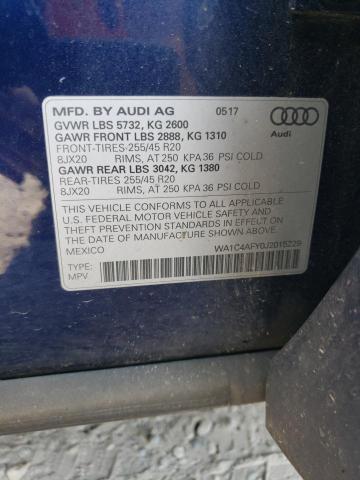 MFD. BY AUDI AG 0517
GVWR LBS 5732, KG 2600
GAWR FRONT LBS 2888, KG 1310
FRONT-TIRES-255/45 R20
8JX20 RIMS, AT 250 KPA 36 PSI COLD
GAWR REAR LBS 3042, KG 1380
REAR-TIRES-255/45 R20
8JX20 RIMS, AT 250 KPA 36 PSI COLD
Audi
THIS VEHICLE CONFORMS TO ALL APPLICABLE
U.S. FEDERAL MOTOR VEHICLE SAFETY, BUMPER AND
THEFT PREVENTION STANDARDS IN EFFECT ON THE
DATE OF MANUFACTURE SHOWN ABOVE
MEXICO WA1C4AFY0J2015229
TYPE:
MPV